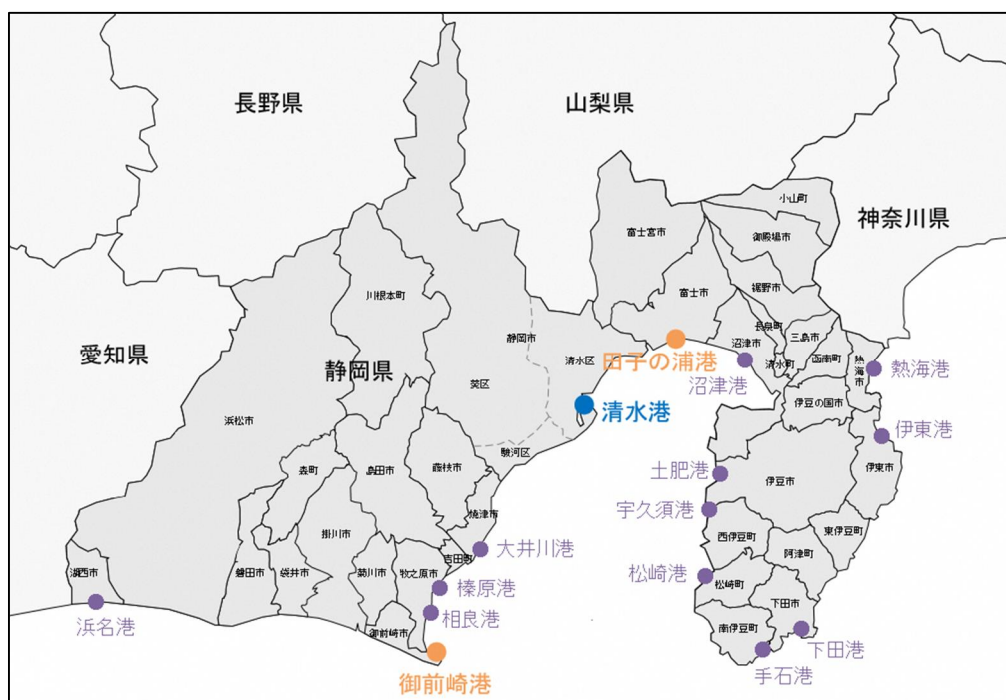 長野県
山梨県
神奈川県
愛知県
静岡県
小山町
富士宮市
御殿場市
裾野市
富士市
川根本町
長泉町
三島市
静岡市
沼津市
清水区
函南町
清水町
熱海市
田子の浦港
沼津港
熱海港
葵区
伊豆の国市
清水港
浜松市
伊東港
駿河区
森町
島田市
藤枝市
土肥港
伊豆市
伊東市
宇久須港
焼津市
掛川市
西伊豆町
東伊豆町
大井川港
吉田町
湖西市
磐田市
袋井市
菊川市
牧之原市
松崎港
松崎町
榛原港
浜名港
相良港
下田市
御前崎市
南伊豆町
下田港
手石港
御前崎港